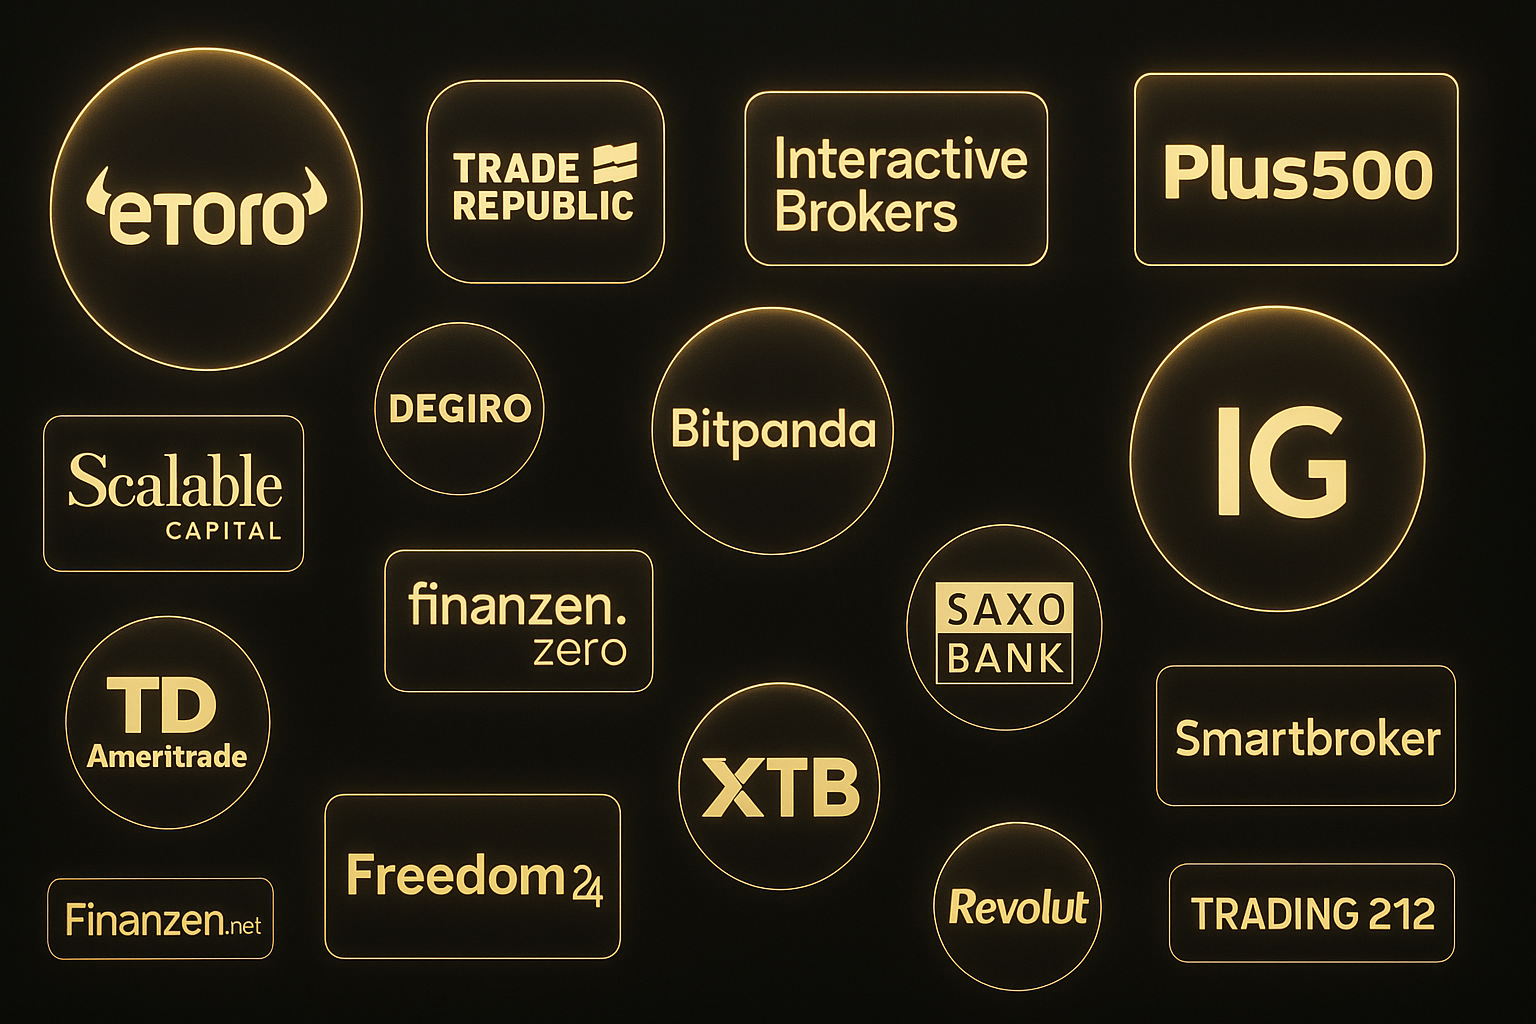 eToro
TRADE
REPUBLIC
Interactive
Brokers
Plus500
DEGIRO
Bitpanda
IG
Scalable
CAPITAL
finanzen.
zero
SAXO
BANK
TD
Ameritrade
Smartbroker
XTB
Freedom24
Finanzen.net
Revolut
TRADING 212